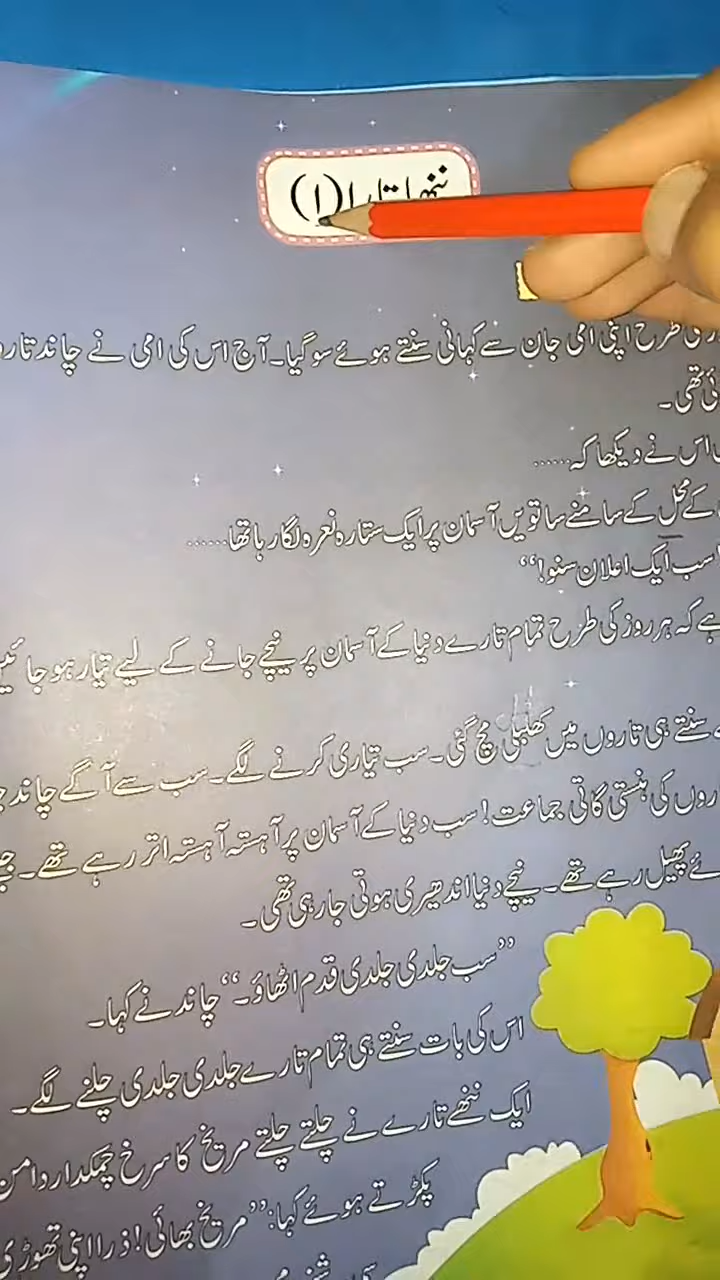 ننھا تارا (۱)
کی طرح اپنی امی جان سے کہانی سنتے ہوئے سو گیا۔ آج اس کی امی نے چاند
تھی۔
اس نے دیکھا کہ......
کے محل کے سامنے ساتویں آسمان پر ایک ستارہ نعرہ لگا رہا تھا......
سب ایک اعلان سنو!“
ہے کہ ہر روز کی طرح تمام تارے دنیا کے آسمان پر نیچے جانے کے لیے تیار ہو جائیں
سنتے ہی تاروں میں کھلبلی مچ گئی۔ سب تیاری کرنے لگے۔ سب سے آگے چاند
کی ہنستی گاتی جماعت! سب دنیا کے آسمان پر آہستہ آہستہ اتر رہے تھے۔
پھیل رہے تھے۔ نیچے دنیا اندھیری ہوتی جا رہی تھی۔
”سب جلدی جلدی قدم اٹھاؤ۔“ چاند نے کہا۔
اس کی بات سنتے ہی تمام تارے جلدی جلدی چلنے لگے۔
ایک ننھے تارے نے چلتے چلتے مریخ کا سرخ چمکدار دامن
پکڑتے ہوئے کہا: ”مریخ بھائی! ذرا اپنی تھوڑی